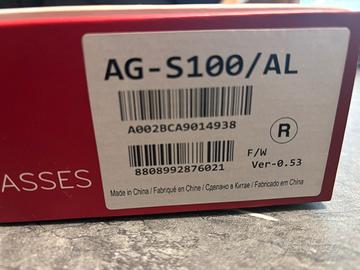 AG-S100/AL
A002BCA9014938
R
8808992876021
F/W
Ver-0.53
ASSES
Made in China / Fabriqué en Chine / Сделано в Китае / Fabricado em China